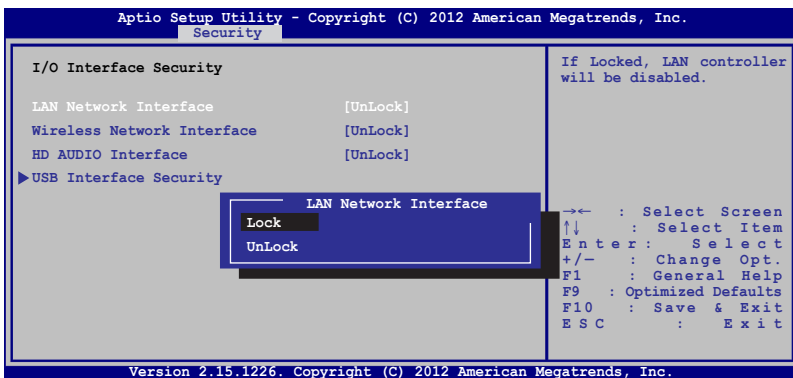 Aptio Setup Utility - Copyright (C) 2012 American Megatrends, Inc.
Security
I/O Interface Security
LAN Network Interface [UnLock]
Wireless Network Interface [UnLock]
HD AUDIO Interface [UnLock]
▶USB Interface Security
LAN Network Interface
Lock
UnLock
If Locked, LAN controller
will be disabled.
→← : Select Screen
↑↓ : Select Item
Enter: Select
+/— : Change Opt.
F1 : General Help
F9 : Optimized Defaults
F10 : Save & Exit
ESC : Exit
Version 2.15.1226. Copyright (C) 2012 American Megatrends, Inc.